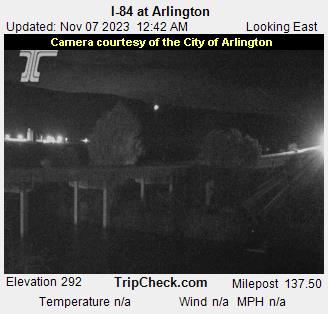 I-84 at Arlington
Updated: Nov 07 2023 12:42 AM Looking East
Camera courtesy of the City of Arlington
Elevation 292 TripCheck.com Milepost 137.50
Temperature n/a Wind n/a MPH n/a